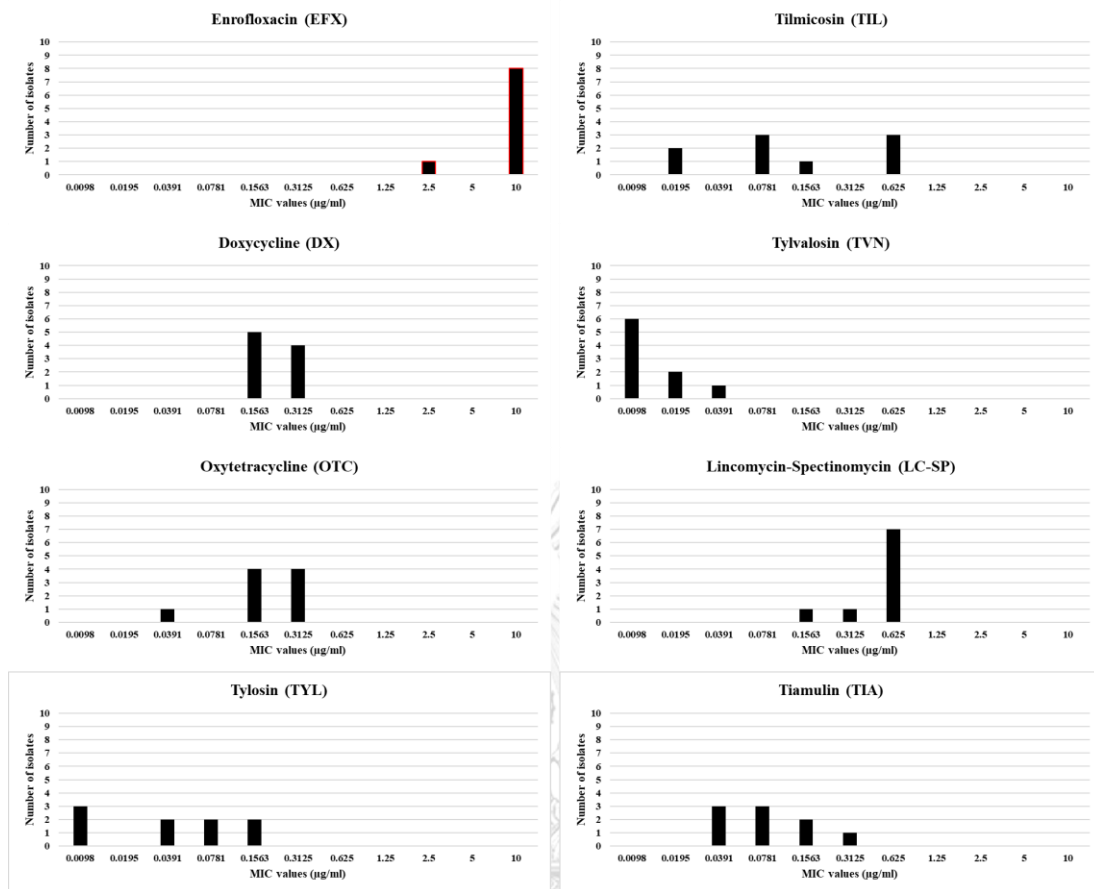 Enrofloxacin (EFX)
Number of isolates
10
9
8
7
6
5
4
3
2
1
0
0.0098 0.0195 0.0391 0.0781 0.1563 0.3125 0.625 1.25 2.5 5 10
MIC values (µg/ml)
Tilmicosin (TIL)
Number of isolates
10
9
8
7
6
5
4
3
2
1
0
0.0098 0.0195 0.0391 0.0781 0.1563 0.3125 0.625 1.25 2.5 5 10
MIC values (µg/ml)
Doxycycline (DX)
Number of isolates
10
9
8
7
6
5
4
3
2
1
0
0.0098 0.0195 0.0391 0.0781 0.1563 0.3125 0.625 1.25 2.5 5 10
MIC values (µg/ml)
Tylvalosin (TVN)
Number of isolates
10
9
8
7
6
5
4
3
2
1
0
0.0098 0.0195 0.0391 0.0781 0.1563 0.3125 0.625 1.25 2.5 5 10
MIC values (µg/ml)
Oxytetracycline (OTC)
Number of isolates
10
9
8
7
6
5
4
3
2
1
0
0.0098 0.0195 0.0391 0.0781 0.1563 0.3125 0.625 1.25 2.5 5 10
MIC values (µg/ml)
Lincomycin-Spectinomycin (LC-SP)
Number of isolates
10
9
8
7
6
5
4
3
2
1
0
0.0098 0.0195 0.0391 0.0781 0.1563 0.3125 0.625 1.25 2.5 5 10
MIC values (µg/ml)
Tylosin (TYL)
Number of isolates
10
9
8
7
6
5
4
3
2
1
0
0.0098 0.0195 0.0391 0.0781 0.1563 0.3125 0.625 1.25 2.5 5 10
MIC values (µg/ml)
Tiamulin (TIA)
Number of isolates
10
9
8
7
6
5
4
3
2
1
0
0.0098 0.0195 0.0391 0.0781 0.1563 0.3125 0.625 1.25 2.5 5 10
MIC values (µg/ml)